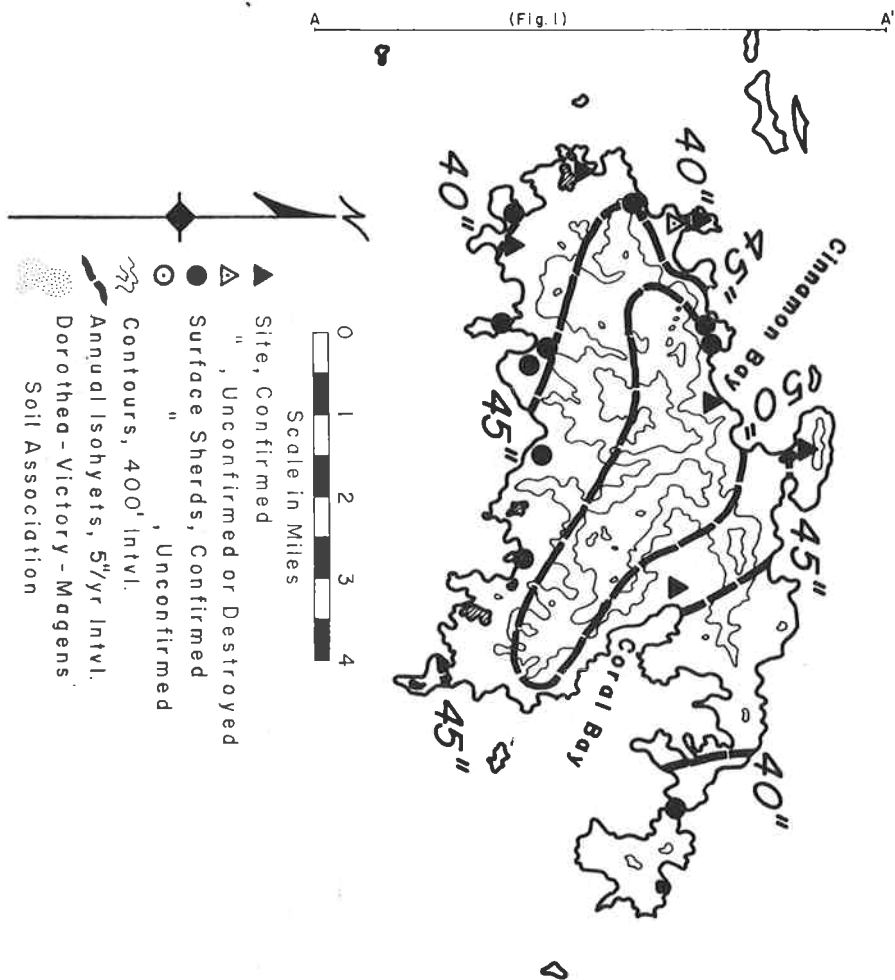 A (Fig. 1) A'
40"
40"
45"
Cinnamon Bay
50"
45"
45"
Coral Bay
45"
40"
N
Site, Confirmed
" , Unconfirmed or Destroyed
Surface Sherds, Confirmed
" , Unconfirmed
Contours, 400' Intvl.
Annual Isohyets, 5"/yr Intvl.
Dorothea-Victory-Magens
Soil Association
0 1 2 3 4
Scale in Miles